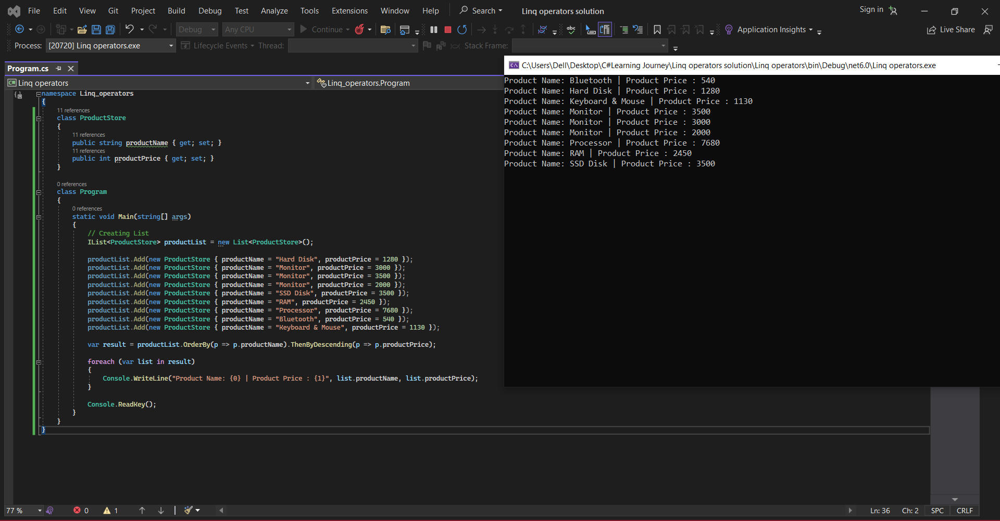 File Edit View Git Project Build Debug Test Analyze Tools Extensions Window Help Search Linq operators solution Sign in
Debug Any CPU Continue abc Application Insights Live Share
Process: [20720] Linq operators.exe Lifecycle Events Thread: Stack Frame:
Program.cs
C# Linq operators Linq_operators.Program
namespace Linq_operators
{
11 references
class ProductStore
{
11 references
public string productName { get; set; }
11 references
public int productPrice { get; set; }
}
0 references
class Program
{
0 references
static void Main(string[] args)
{
// Creating List
IList<ProductStore> productList = new List<ProductStore>();
productList.Add(new ProductStore { productName = "Hard Disk", productPrice = 1280 });
productList.Add(new ProductStore { productName = "Monitor", productPrice = 3000 });
productList.Add(new ProductStore { productName = "Monitor", productPrice = 3500 });
productList.Add(new ProductStore { productName = "Monitor", productPrice = 2000 });
productList.Add(new ProductStore { productName = "SSD Disk", productPrice = 3500 });
productList.Add(new ProductStore { productName = "RAM", productPrice = 2450 });
productList.Add(new ProductStore { productName = "Processor", productPrice = 7680 });
productList.Add(new ProductStore { productName = "Bluetooth", productPrice = 540 });
productList.Add(new ProductStore { productName = "Keyboard & Mouse", productPrice = 1130 });
var result = productList.OrderBy(p => p.productName).ThenByDescending(p => p.productPrice);
foreach (var list in result)
{
Console.WriteLine("Product Name: {0} | Product Price : {1}", list.productName, list.productPrice);
}
Console.ReadKey();
}
}
}
C:\Users\Dell\Desktop\C#Learning Journey\Linq operators solution\Linq operators\bin\Debug\net6.0\Linq operators.exe
Product Name: Bluetooth | Product Price : 540
Product Name: Hard Disk | Product Price : 1280
Product Name: Keyboard & Mouse | Product Price : 1130
Product Name: Monitor | Product Price : 3500
Product Name: Monitor | Product Price : 3000
Product Name: Monitor | Product Price : 2000
Product Name: Processor | Product Price : 7680
Product Name: RAM | Product Price : 2450
Product Name: SSD Disk | Product Price : 3500
77 % 0 1 Ln: 36 Ch: 2 SPC CRLF